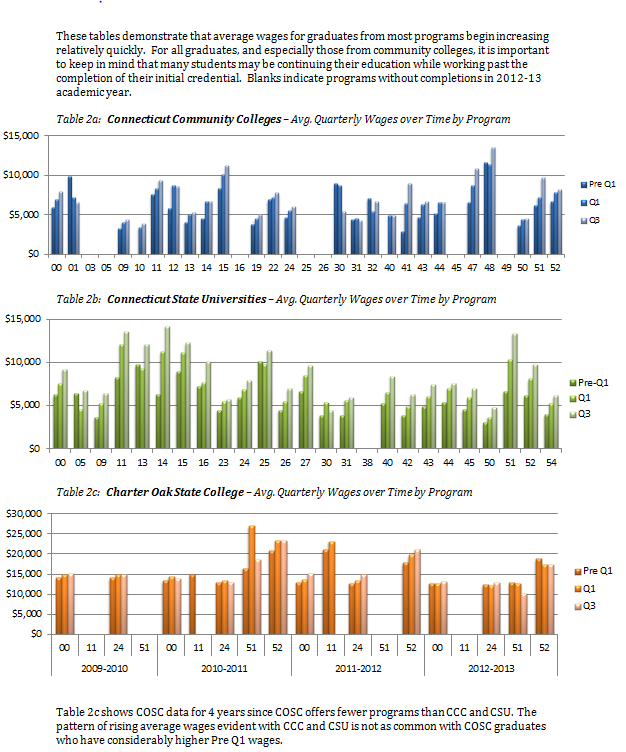 These tables demonstrate that average wages for graduates from most programs begin increasing
relatively quickly. For all graduates, and especially those from community colleges, it is important
to keep in mind that many students may be continuing their education while working past the
completion of their initial credential. Blanks indicate programs without completions in 2012-13
academic year.
Table 2a: Connecticut Community Colleges – Avg. Quarterly Wages over Time by Program
$15,000
$10,000
$5,000
$0
Pre Q1
Q1
Q3
00 01 03 05 09 10 11 12 13 14 15 16 19 22 24 25 26 30 31 32 40 41 43 44 45 47 48 49 50 51 52
Table 2b: Connecticut State Universities – Avg. Quarterly Wages over Time by Program
$15,000
$10,000
$5,000
$0
Pre-Q1
Q1
Q3
00 05 09 11 13 14 15 16 23 24 25 26 27 30 31 38 40 42 43 44 45 50 51 52 54
Table 2c: Charter Oak State College – Avg. Quarterly Wages over Time by Program
$30,000
$25,000
$20,000
$15,000
$10,000
$5,000
$0
Pre Q1
Q1
Q3
00 11 24 51 00 11 24 51 52 00 11 24 51 52 00 24 51 52
2009-2010 2010-2011 2011-2012 2012-2013
Table 2c shows COSC data for 4 years since COSC offers fewer programs than CCC and CSU. The
pattern of rising average wages evident with CCC and CSU is not as common with COSC graduates
who have considerably higher Pre Q1 wages.